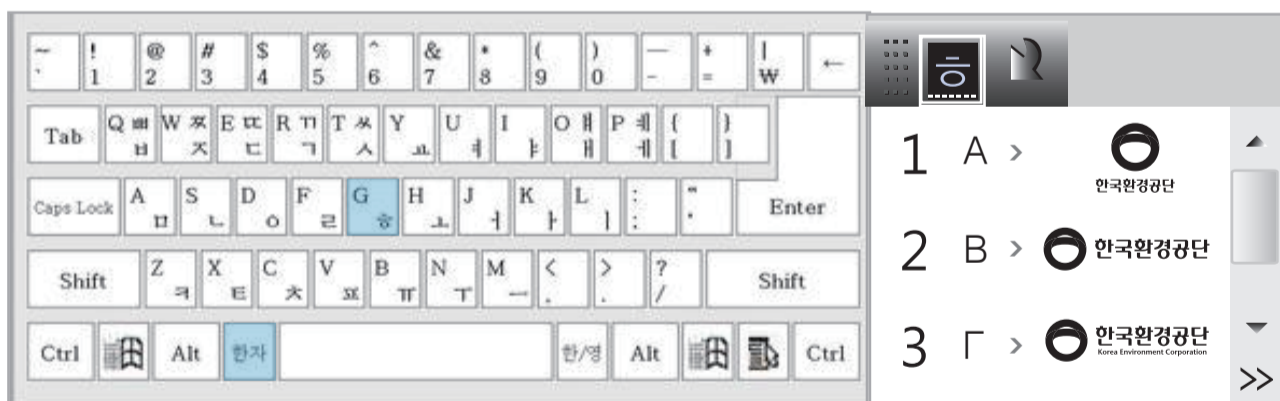 ~ ! @ # $ % ^ & * ( ) — + |
` 1 2 3 4 5 6 7 8 9 0 - = ₩ ←
Tab Q ㅃ W ㅉ E ㄸ R ㄲ T ㅆ Y U I O ㅒ P ㅖ { }
ㅂ ㅈ ㄷ ㄱ ㅅ ㅛ ㅕ ㅑ ㅐ ㅔ [ ]
Caps Lock A S D F G H J K L : " Enter
ㅁ ㄴ ㅇ ㄹ ㅎ ㅗ ㅓ ㅏ ㅣ : '
Shift Z X C V B N M < > ? Shift
ㅋ ㅌ ㅊ ㅍ ㅠ ㅜ ㅡ , . /
Ctrl Alt 한자 한/영 Alt Ctrl
ㅎ
1 A > 한국환경공단
2 B > 한국환경공단
3 Γ > 한국환경공단
Korea Environment Corporation
>>